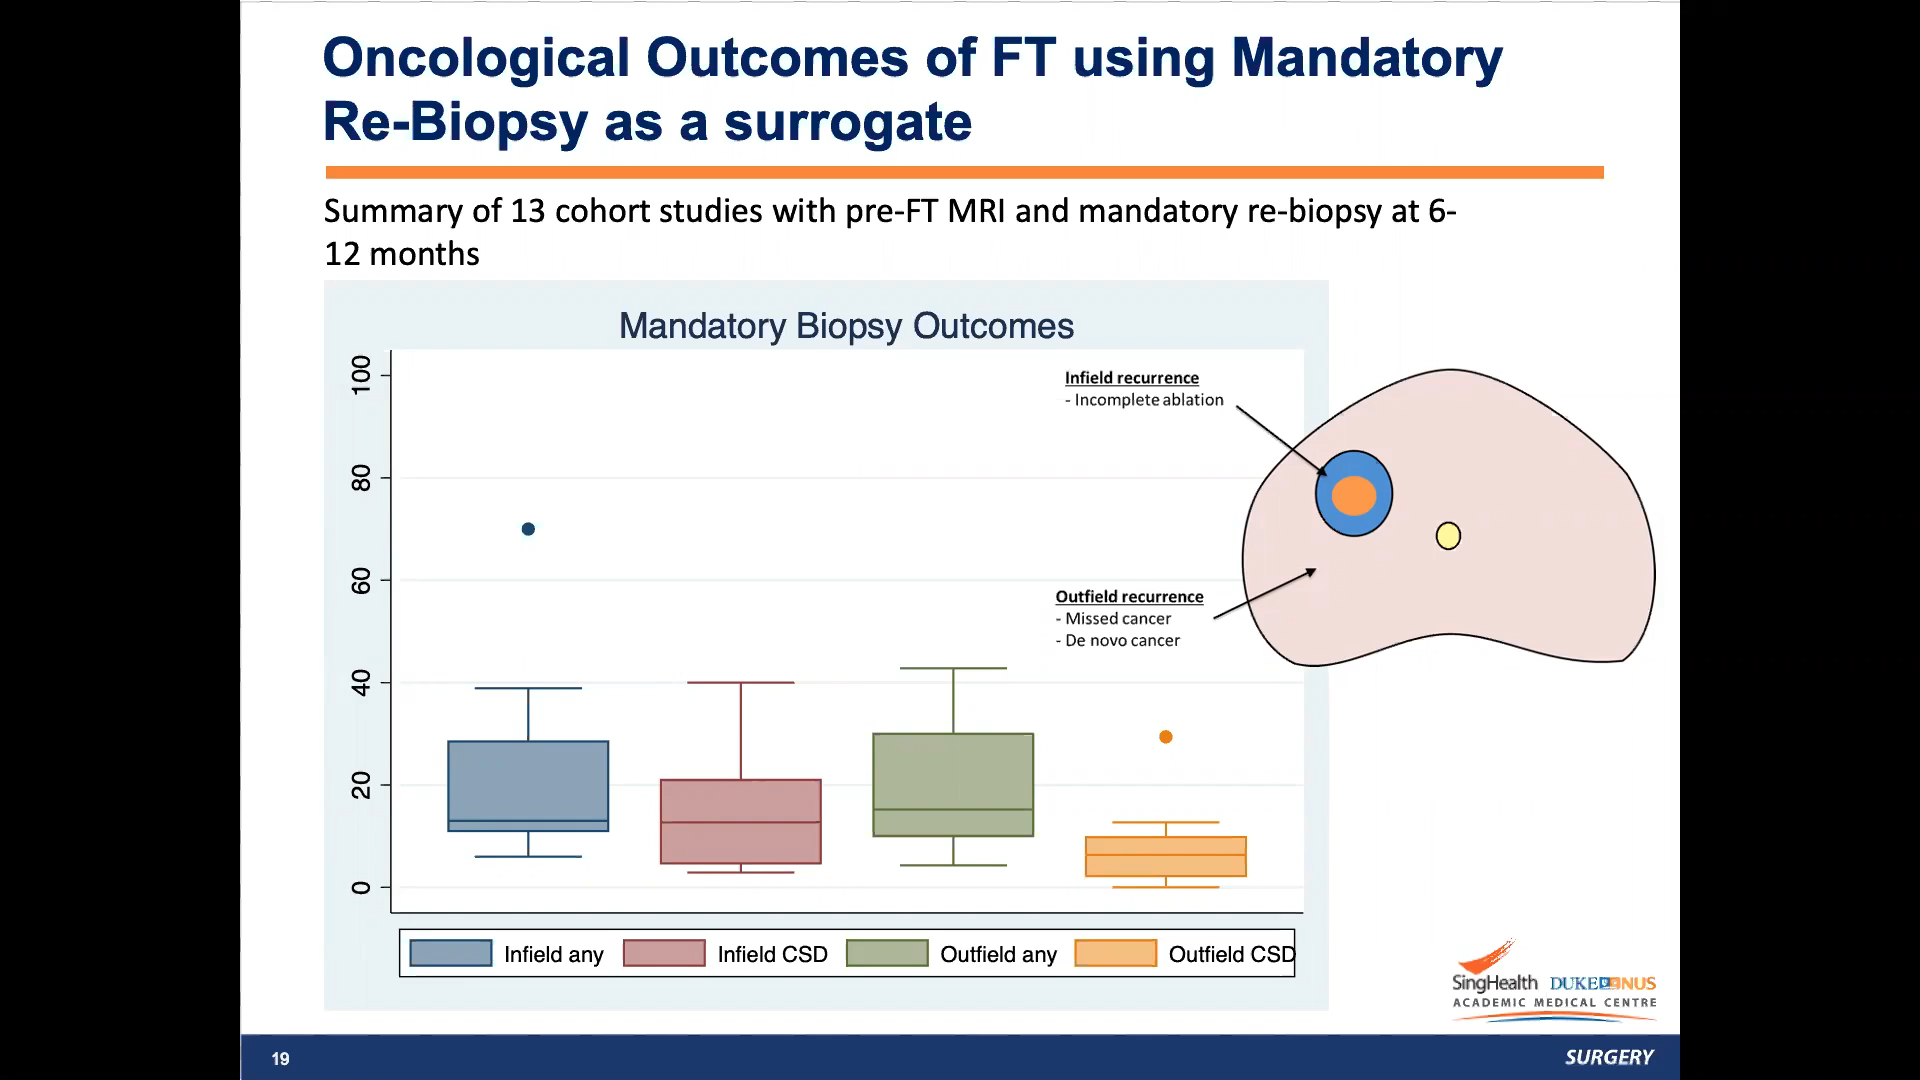 Oncological Outcomes of FT using Mandatory
Re-Biopsy as a surrogate
Summary of 13 cohort studies with pre-FT MRI and mandatory re-biopsy at 6-
12 months
Mandatory Biopsy Outcomes
100
80
60
40
20
0
Infield recurrence
- Incomplete ablation
Outfield recurrence
- Missed cancer
- De novo cancer
Infield any Infield CSD Outfield any Outfield CSD
SingHealth DUKE NUS
ACADEMIC MEDICAL CENTRE
19
SURGERY